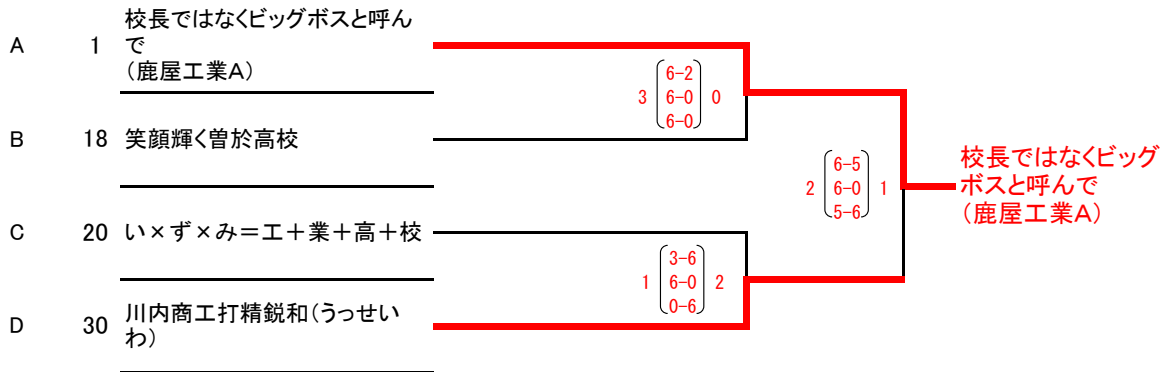 A 1 校長ではなくビッグボスと呼ん
で
（鹿屋工業A）
B 18 笑顔輝く曽於高校
C 20 い×ず×み＝工＋業＋高＋校
D 30 川内商工打精鋭和（うっせい
わ）
6-2
3 6-0 0
6-0
3-6
1 6-0 2
0-6
6-5
2 6-0 1
5-6
校長ではなくビッグ
ボスと呼んで
（鹿屋工業A）